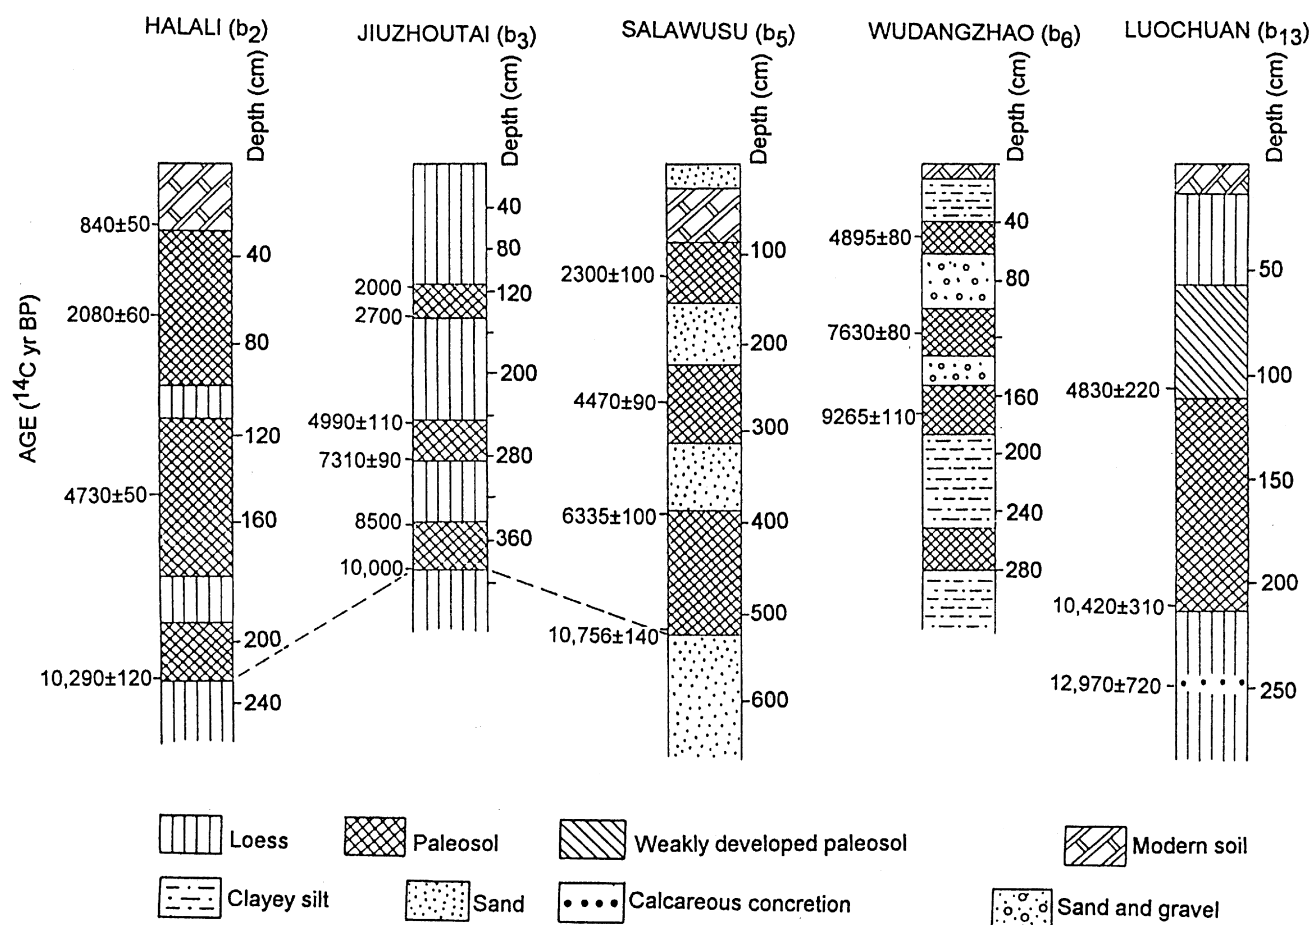 HALALI (b2)
JIUZHOUTAI (b3)
SALAWUSU (b5)
WUDANGZHAO (b6)
LUOCHUAN (b13)
AGE (14C yr BP)
Depth (cm)
840±50
2080±60
4730±50
10,290±120
40
80
120
160
200
240
Depth (cm)
2000
2700
4990±110
7310±90
8500
10,000
40
80
120
200
280
360
Depth (cm)
2300±100
4470±90
6335±100
10,756±140
100
200
300
400
500
600
Depth (cm)
4895±80
7630±80
9265±110
40
80
160
200
240
280
Depth (cm)
4830±220
10,420±310
12,970±720
50
100
150
200
250
Loess
Paleosol
Weakly developed paleosol
Modern soil
Clayey silt
Sand
Calcareous concretion
Sand and gravel